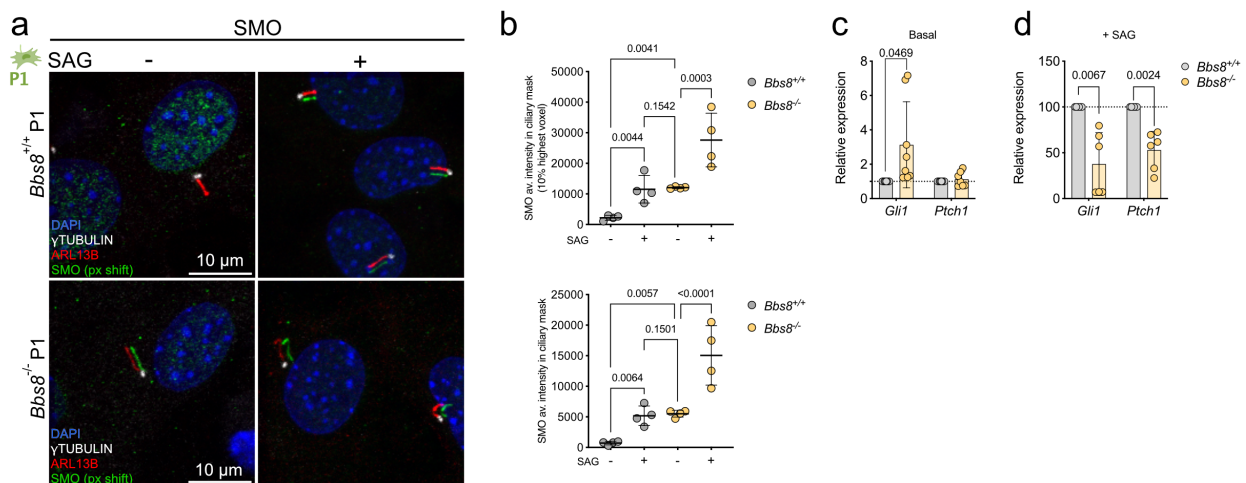 a
SMO
P1
SAG - +
Bbs8+/+ P1
DAPI
γTUBULIN
ARL13B
SMO (px shift)
10 µm
Bbs8-/- P1
DAPI
γTUBULIN
ARL13B
SMO (px shift)
10 µm
b
SMO av. intensity in ciliary mask
(10% highest voxel)
50000
40000
30000
20000
10000
0
0.0041
0.0003
0.1542
0.0044
SAG - + - +
Bbs8+/+
Bbs8-/-
SMO av. intensity in ciliary mask
25000
20000
15000
10000
5000
0
0.0057
<0.0001
0.1501
0.0064
SAG - + - +
Bbs8+/+
Bbs8-/-
c
Basal
Relative expression
8
6
4
2
0
0.0469
Gli1 Ptch1
d
+ SAG
Relative expression
150
100
50
0
0.0067
0.0024
Gli1 Ptch1
Bbs8+/+
Bbs8-/-